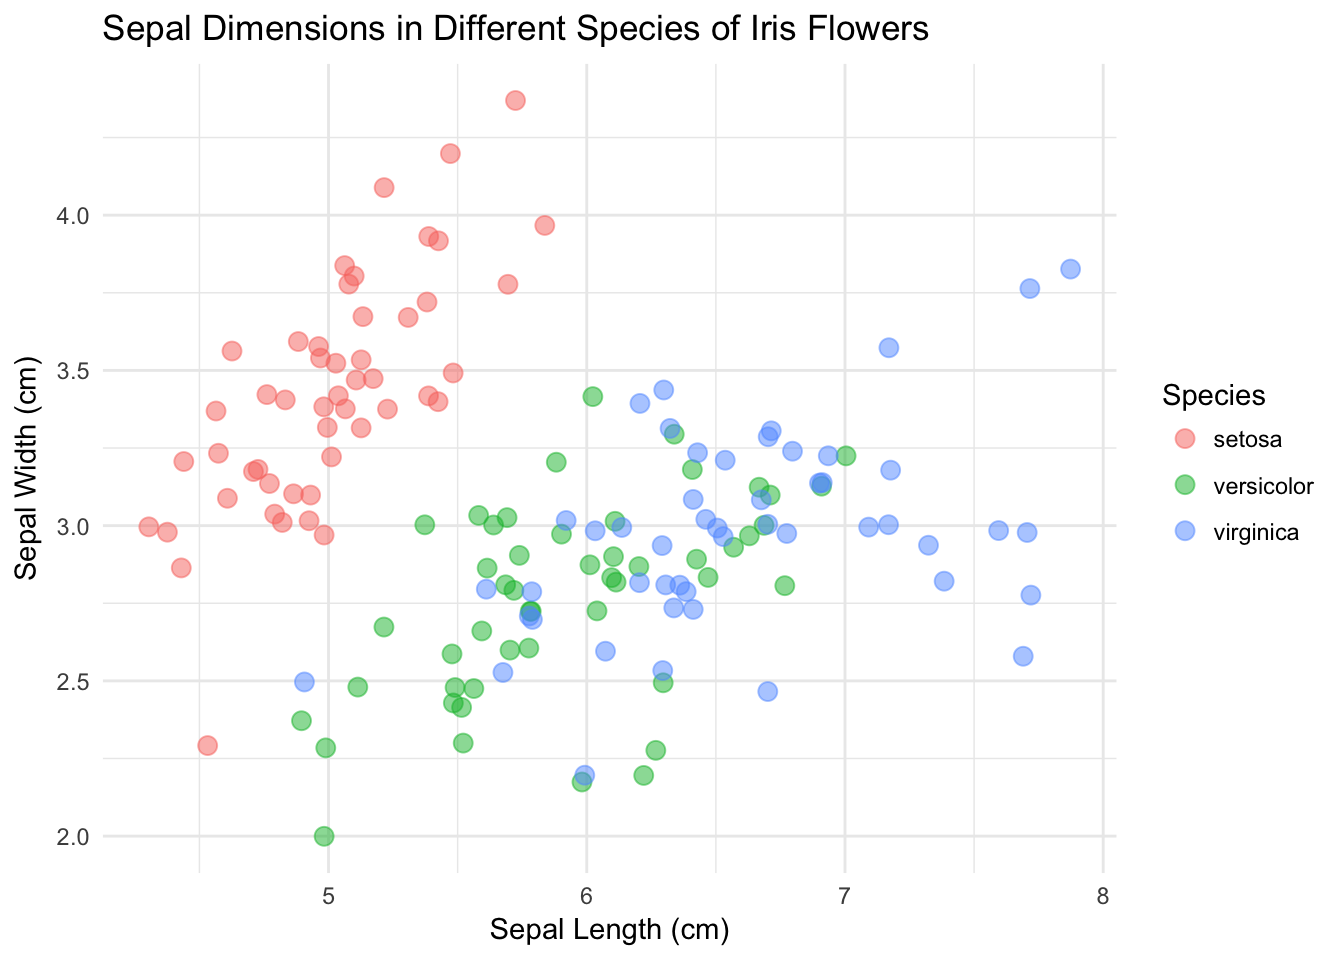 Sepal Dimensions in Different Species of Iris Flowers
Sepal Width (cm)
4.0
3.5
3.0
2.5
2.0
5 6 7 8
Sepal Length (cm)
Species
setosa
versicolor
virginica